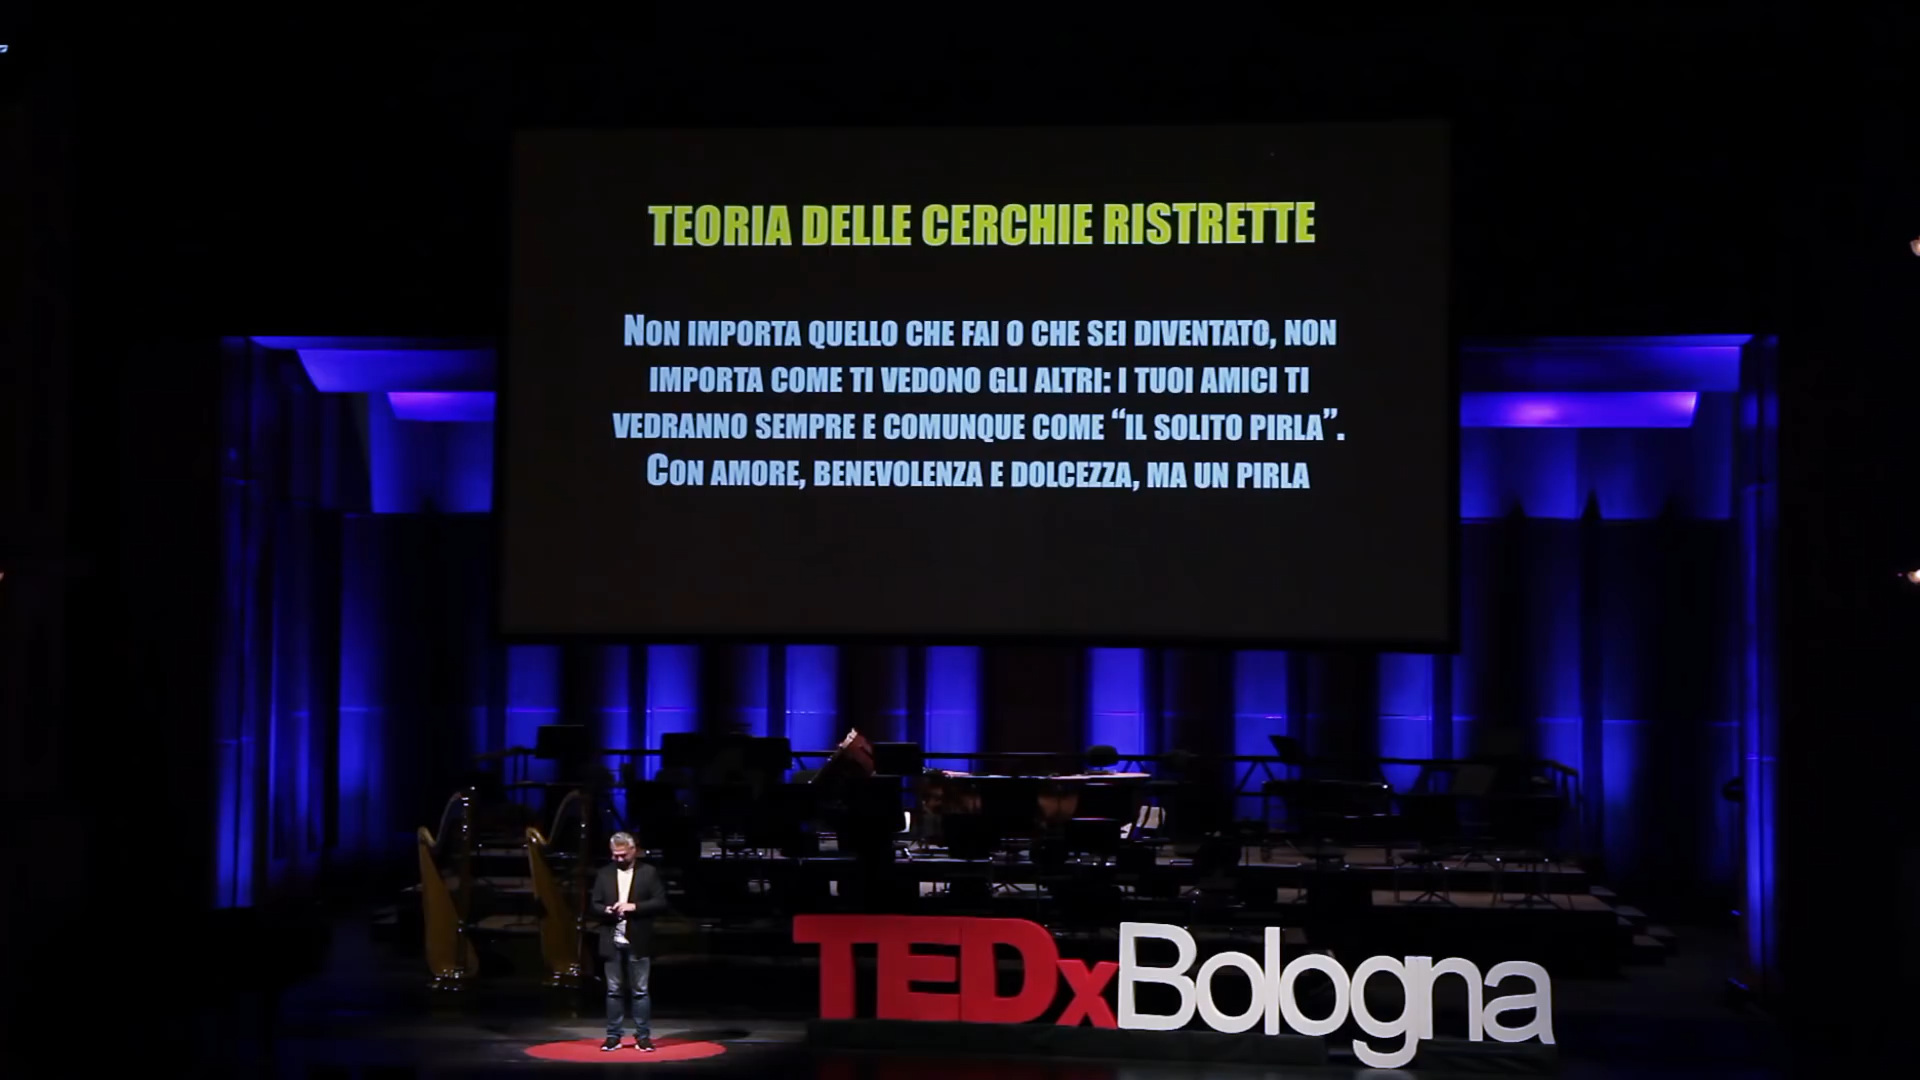 TEORIA DELLE CERCHIE RISTRETTE
NON IMPORTA QUELLO CHE FAI O CHE SEI DIVENTATO, NON
IMPORTA COME TI VEDONO GLI ALTRI: I TUOI AMICI TI
VEDRANNO SEMPRE E COMUNQUE COME “IL SOLITO PIRLA”.
CON AMORE, BENEVOLENZA E DOLCEZZA, MA UN PIRLA
TEDxBologna